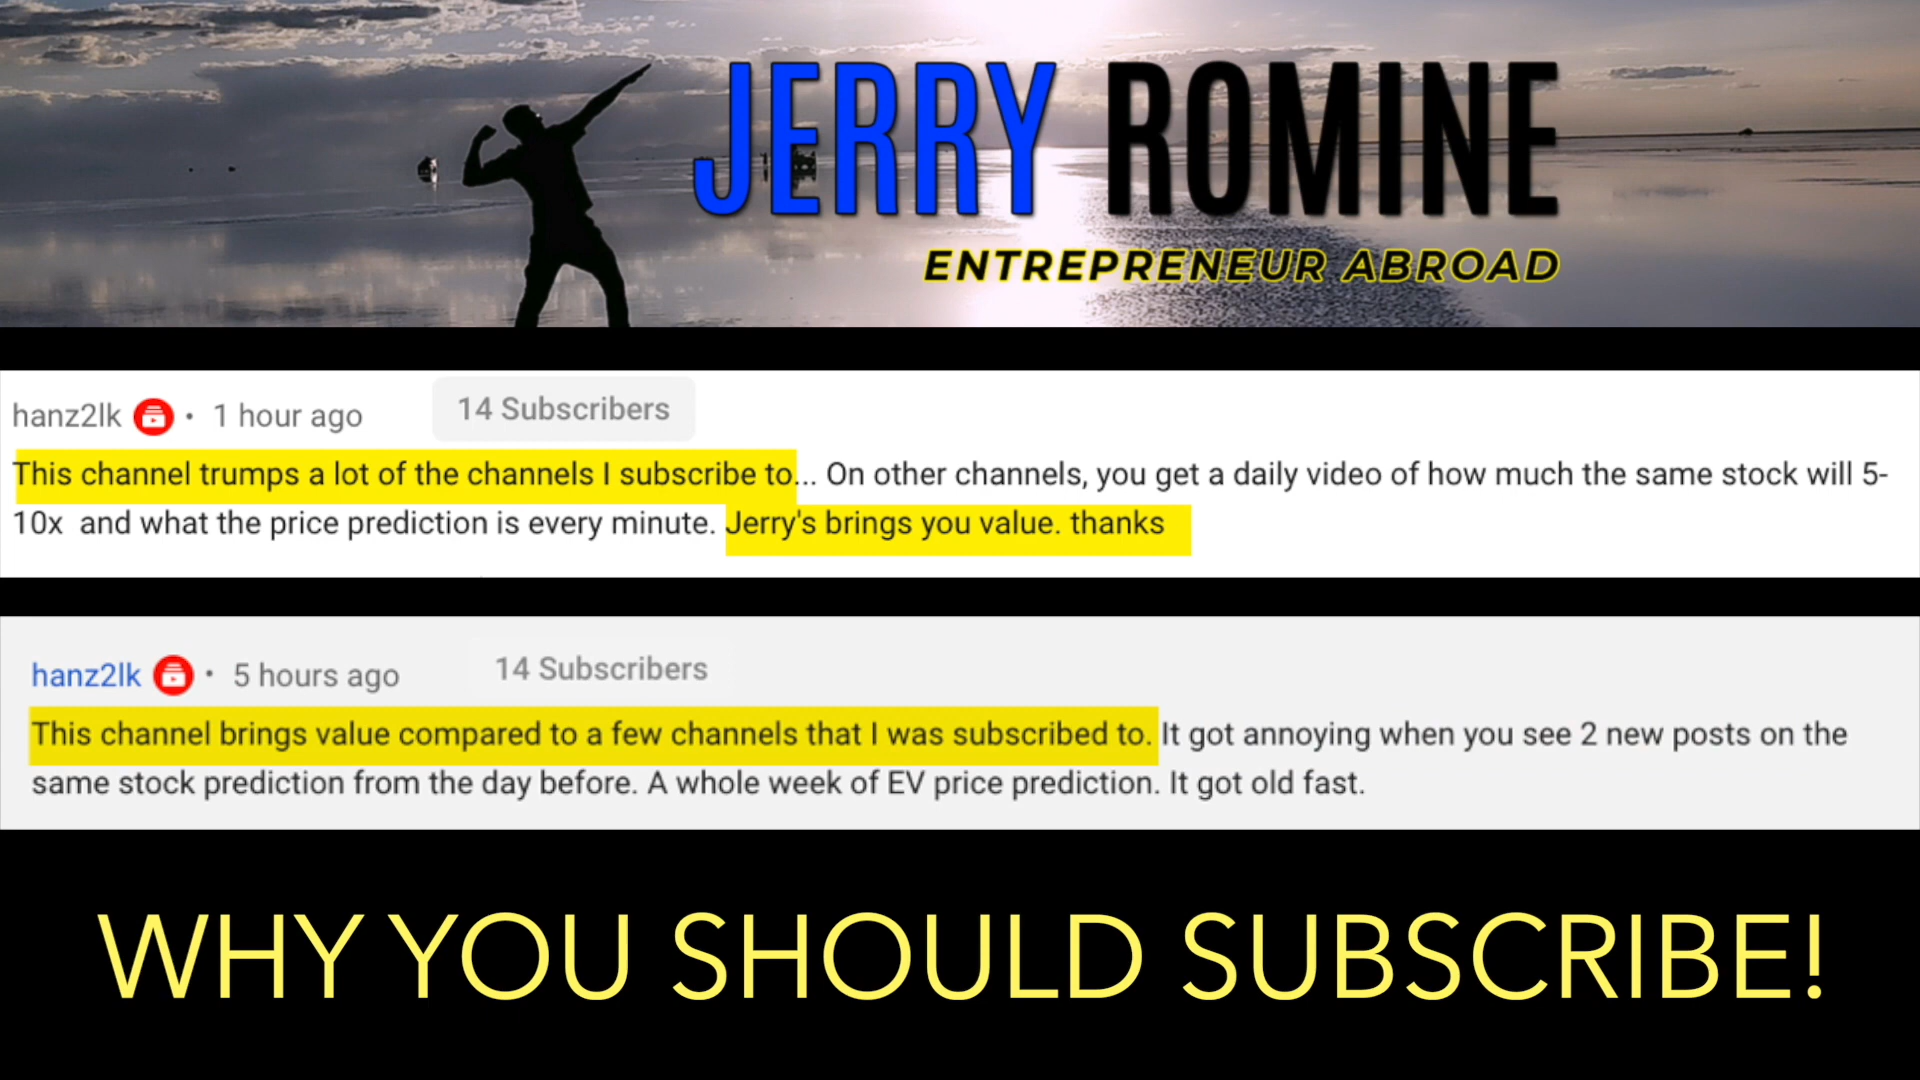 JERRY ROMINE
ENTREPRENEUR ABROAD
hanz2lk • 1 hour ago 14 Subscribers
This channel trumps a lot of the channels I subscribe to... On other channels, you get a daily video of how much the same stock will 5-
10x and what the price prediction is every minute. Jerry's brings you value. thanks
hanz2lk • 5 hours ago 14 Subscribers
This channel brings value compared to a few channels that I was subscribed to. It got annoying when you see 2 new posts on the
same stock prediction from the day before. A whole week of EV price prediction. It got old fast.
WHY YOU SHOULD SUBSCRIBE!